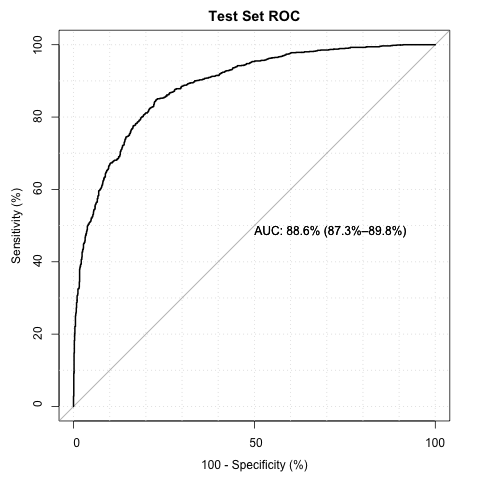 Test Set ROC
Sensitivity (%)
100
80
60
40
20
0
AUC: 88.6% (87.3%–89.8%)
0
50
100
100 - Specificity (%)